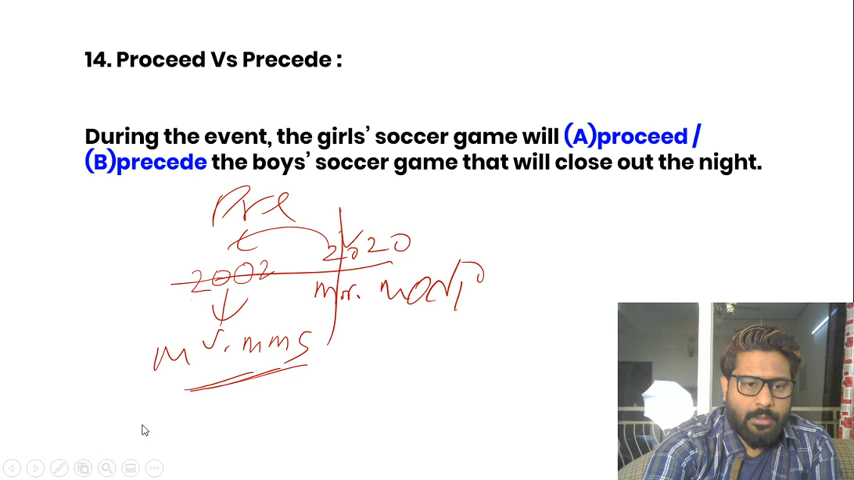 14. Proceed Vs Precede :
During the event, the girls’ soccer game will (A)proceed /
(B)precede the boys’ soccer game that will close out the night.
Pre
2020
2002
mr. modi
mr. mms